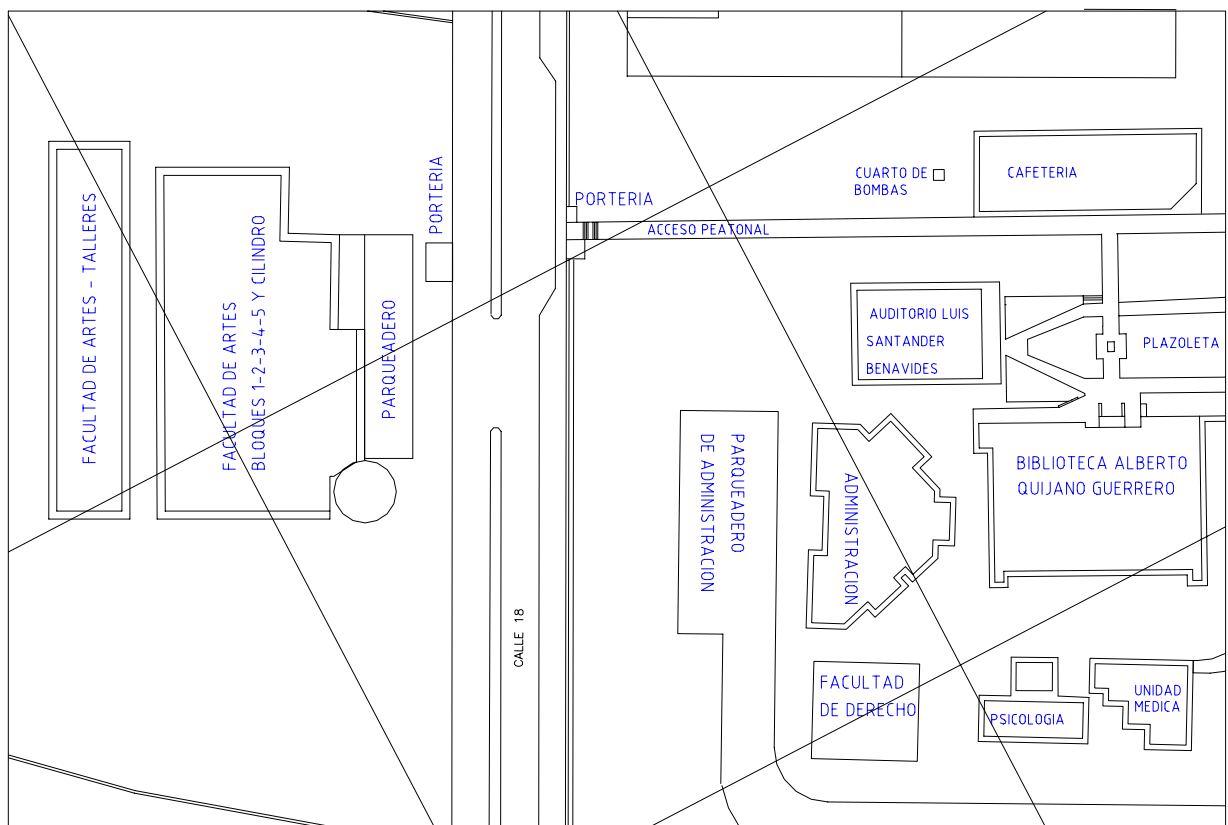 FACULTAD DE ARTES - TALLERES
FACULTAD DE ARTES
BLOQUES 1-2-3-4-5 Y CILINDRO
PARQUEADERO
PORTERIA
CALLE 18
PORTERIA
ACCESO PEATONAL
CUARTO DE
BOMBAS
CAFETERIA
AUDITORIO LUIS
SANTANDER
BENAVIDES
PLAZOLETA
PARQUEADERO
DE ADMINISTRACION
ADMINISTRACION
BIBLIOTECA ALBERTO
QUIJANO GUERRERO
FACULTAD
DE DERECHO
PSICOLOGIA
UNIDAD
MEDICA